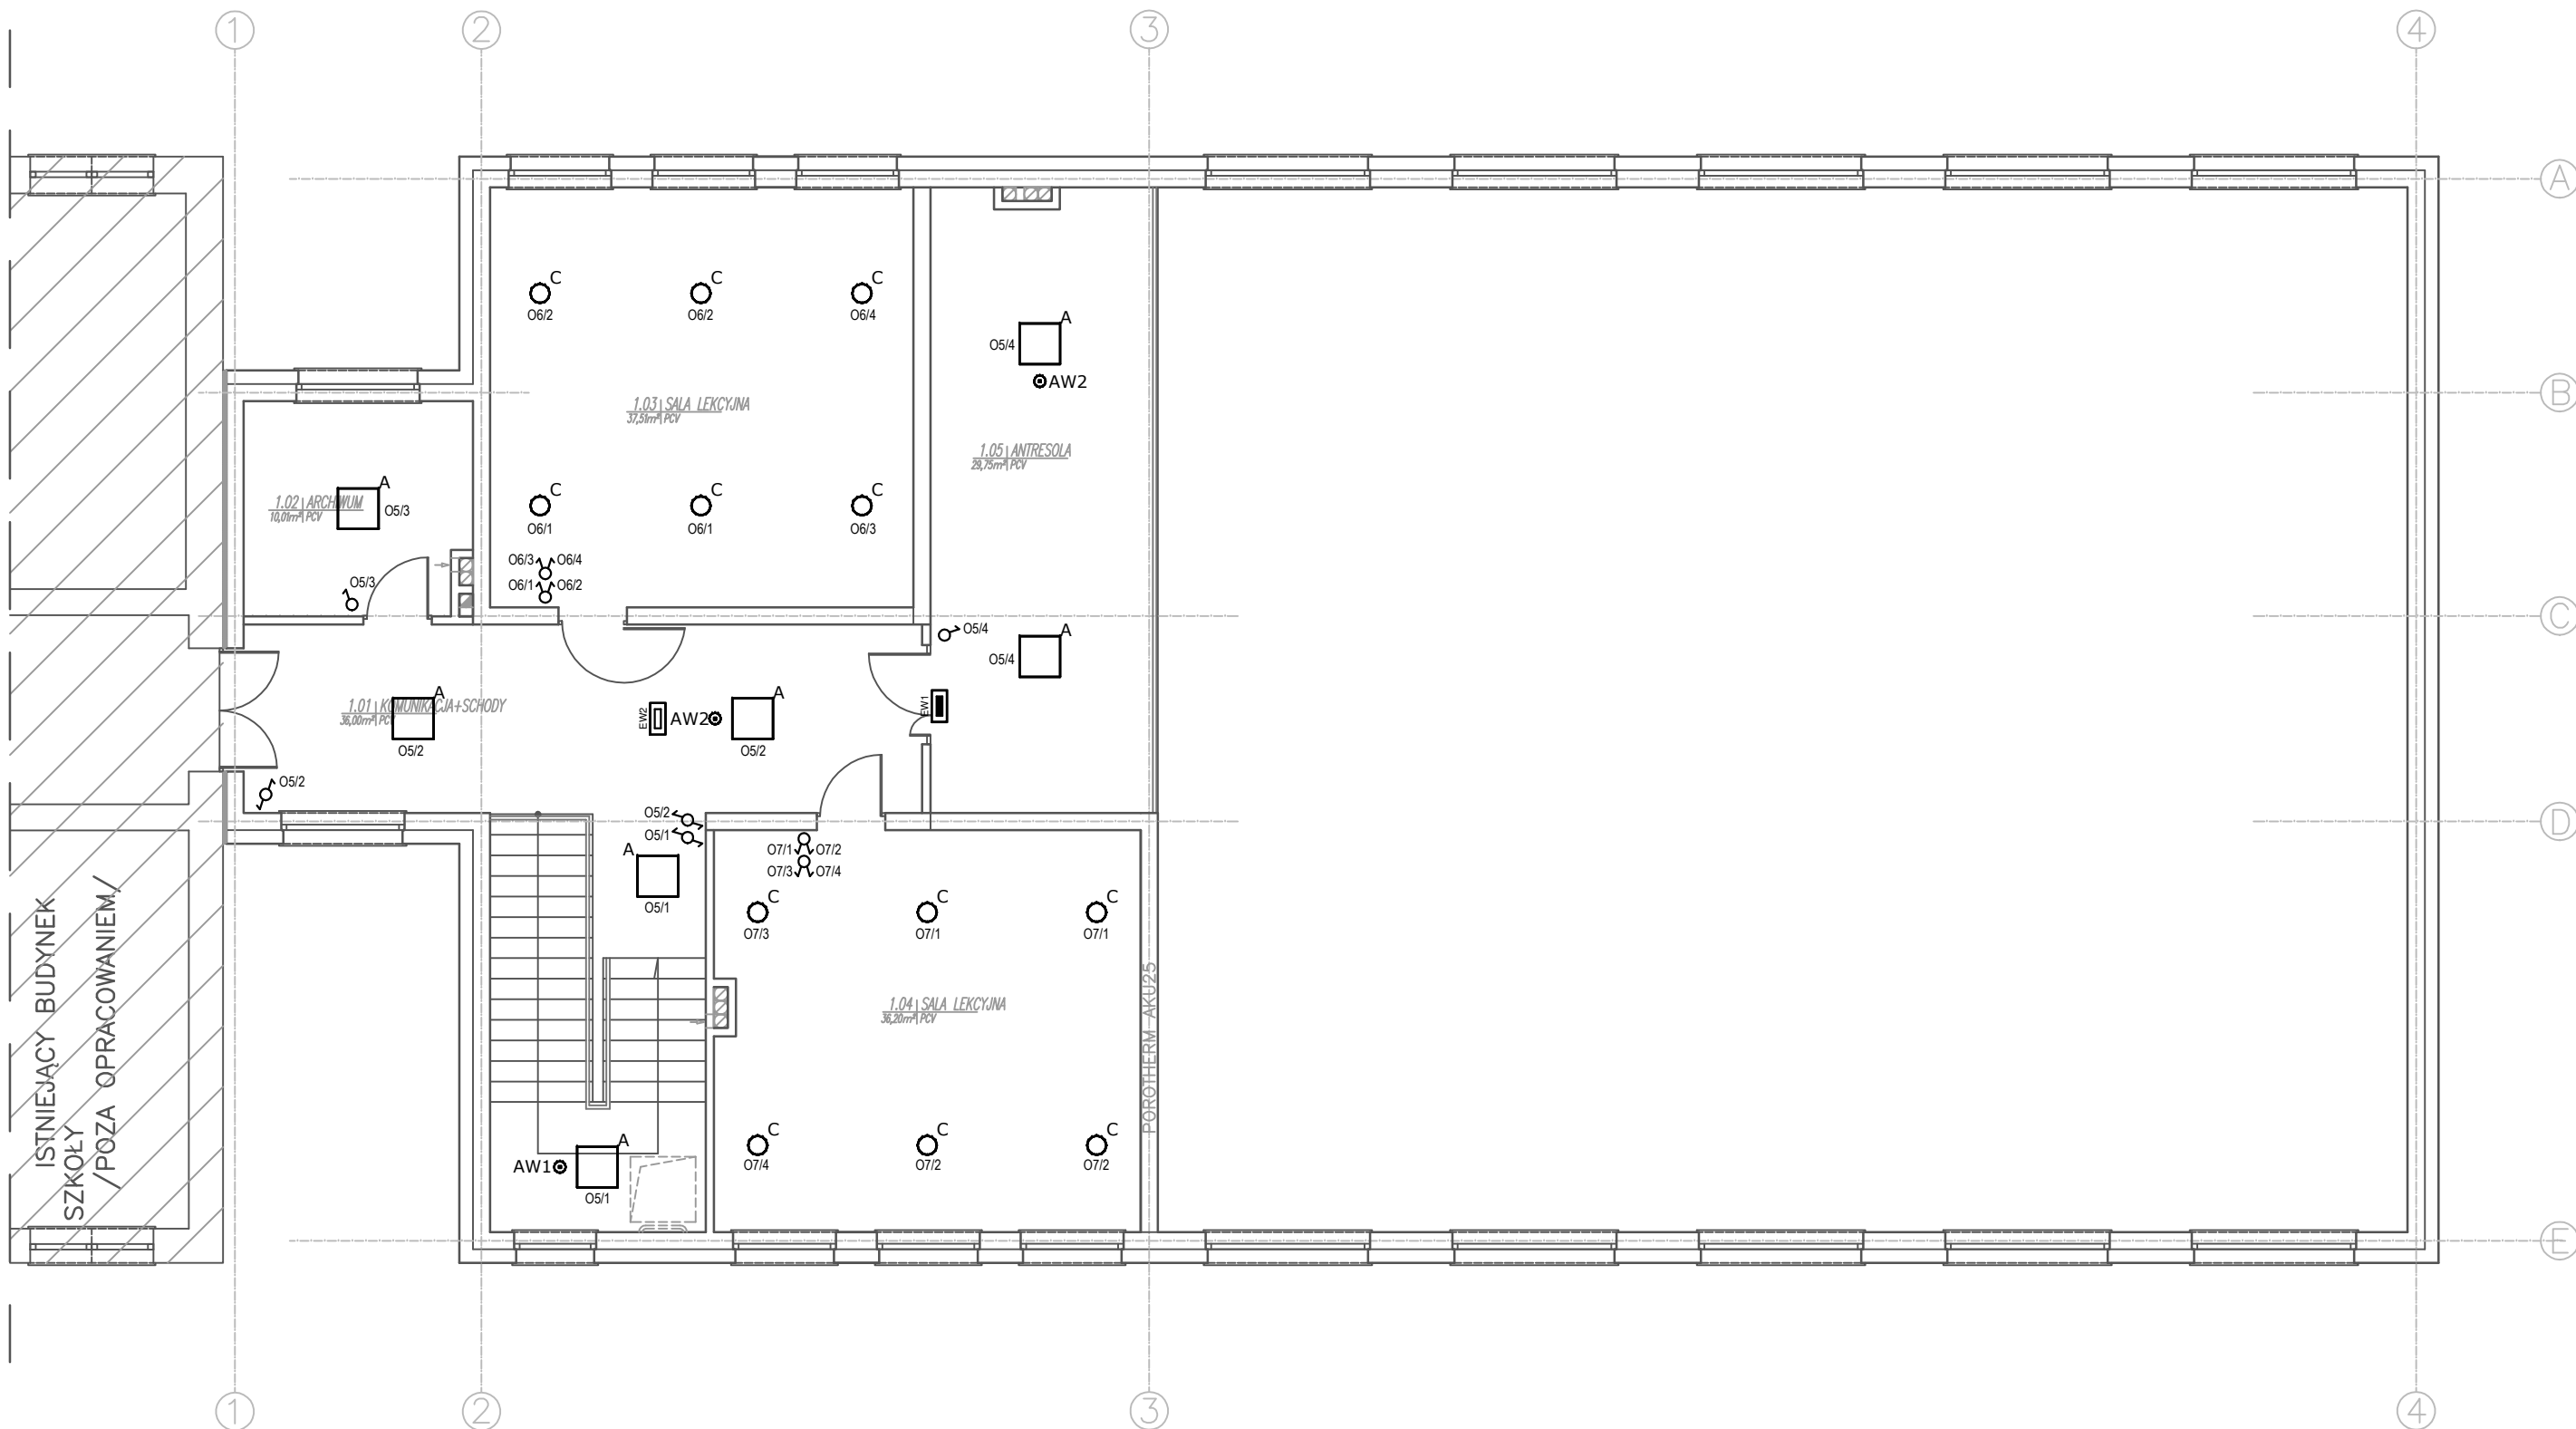 1
2
3
4
A
C
C
C
O6/2
O6/2
O6/4
A
O5/4
AW2
B
1.03 | SALA LEKCYJNA
37,51m² | PCV
1.05 | ANTRESOLA
29,75m² | PCV
A
1.02 | ARCHIWUM
10,01m² | PCV
O5/3
C
C
C
O6/1
O6/1
O6/3
O6/3
O6/4
O6/1
O6/2
O5/3
C
O5/4
A
O5/4
A
1.01 | KOMUNIKACJA+SCHODY
36,00m² | PCV
O5/2
EW2
AW2
A
O5/2
EW1
O5/2
O5/2
O5/1
D
A
O5/1
O7/1
O7/2
O7/3
O7/4
C
C
C
O7/3
O7/1
O7/1
ISTNIEJĄCY BUDYNEK
SZKOŁY
/POZA OPRACOWANIEM/
1.04 | SALA LEKCYJNA
36,20m² | PCV
POROTHERM AKU25
C
C
C
O7/4
O7/2
O7/2
AW1
A
O5/1
E
1
2
3
4